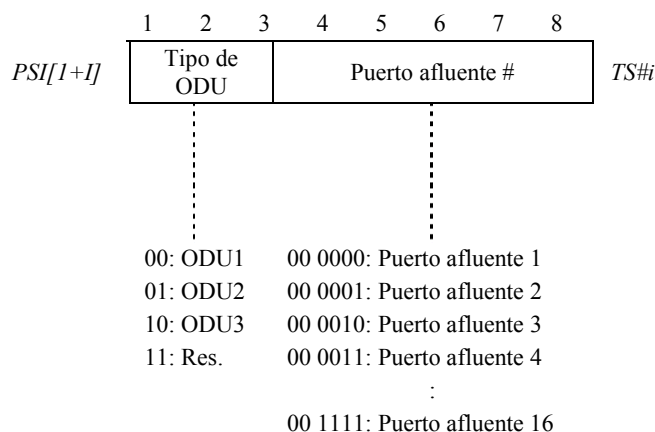 1 2 3 4 5 6 7 8
PSI[1+I] Tipo de ODU Puerto afluente # TS#i
00: ODU1 00 0000: Puerto afluente 1
01: ODU2 00 0001: Puerto afluente 2
10: ODU3 00 0010: Puerto afluente 3
11: Res. 00 0011: Puerto afluente 4
:
00 1111: Puerto afluente 16